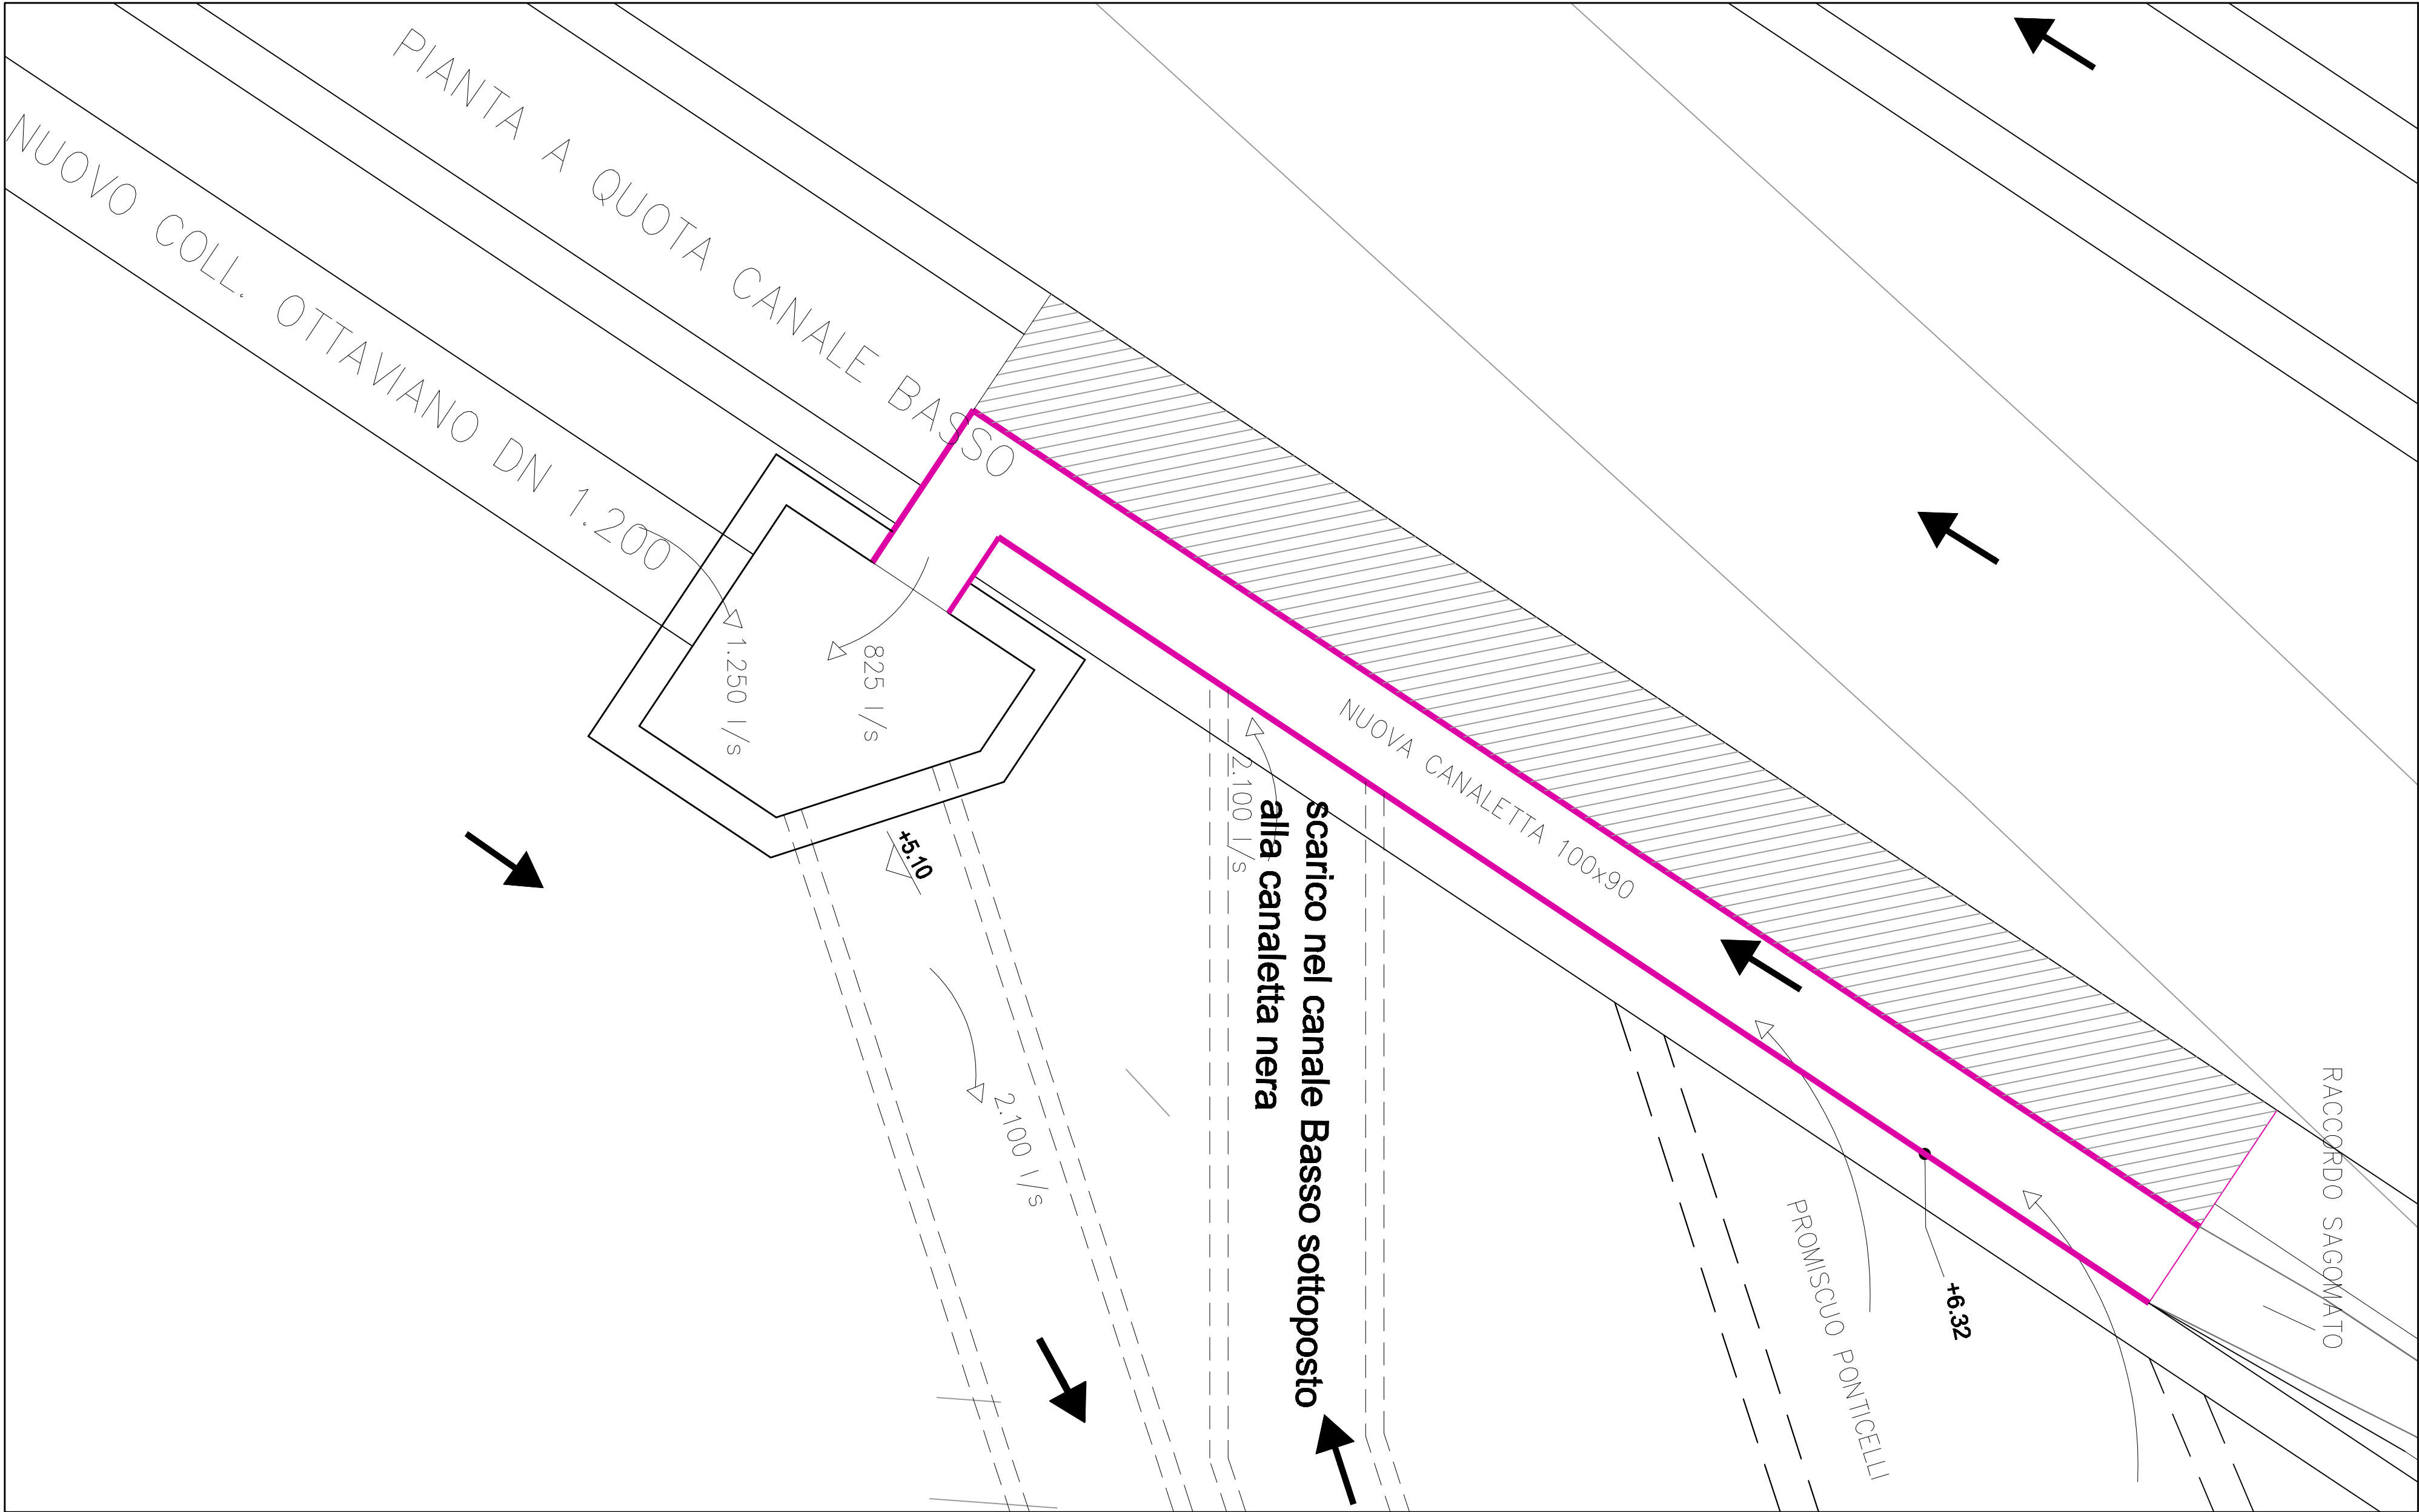 PIANTA A QUOTA CANALE BASSO
NUOVO COLL. OTTAVIANO DN 1.200
1.250 l/s
825 l/s
+5.10
2.100 l/s
2.100 l/s
scarico nel canale Basso sottoposto
alla canaletta nera
NUOVA CANALETTA 100x90
PROMISCUO PONTICELLI
+6.32
RACCORDO SAGOMATO